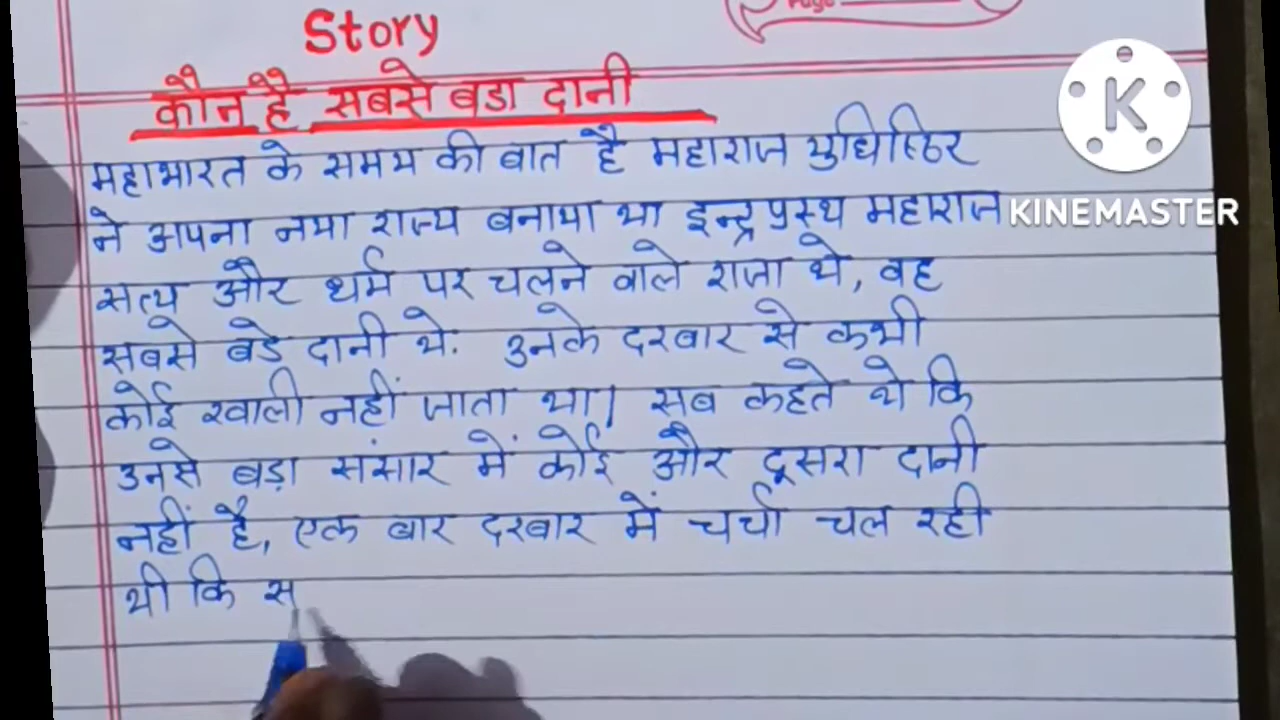 Page
Story
कौन है सबसे बडा दानी
महाभारत के समय की बात है महाराज युधिष्ठिर
ने अपना नया राज्य बनाया था इन्द्रप्रस्थ महाराज
सत्य और धर्म पर चलने वाले राजा थे, वह
सबसे बडे दानी थे. उनके दरबार से कभी
कोई खाली नहीं जाता था। सब कहते थे कि
उनसे बड़ा संसार में कोई और दूसरा दानी
नहीं है, एक बार दरबार में चर्चा चल रही
थी कि स
K
KINEMASTER